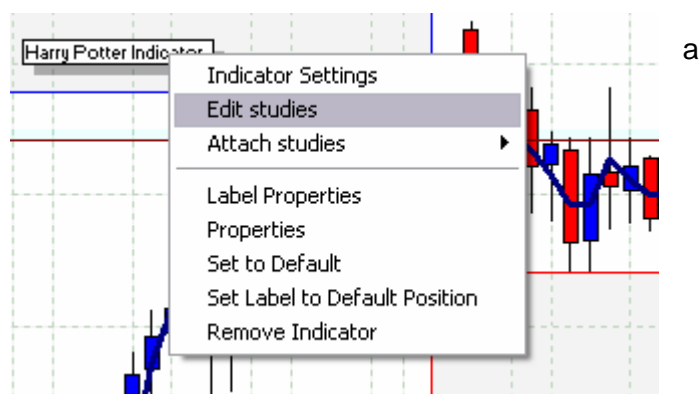 Harry Potter Indicator
a
Indicator Settings
Edit studies
Attach studies
Label Properties
Properties
Set to Default
Set Label to Default Position
Remove Indicator